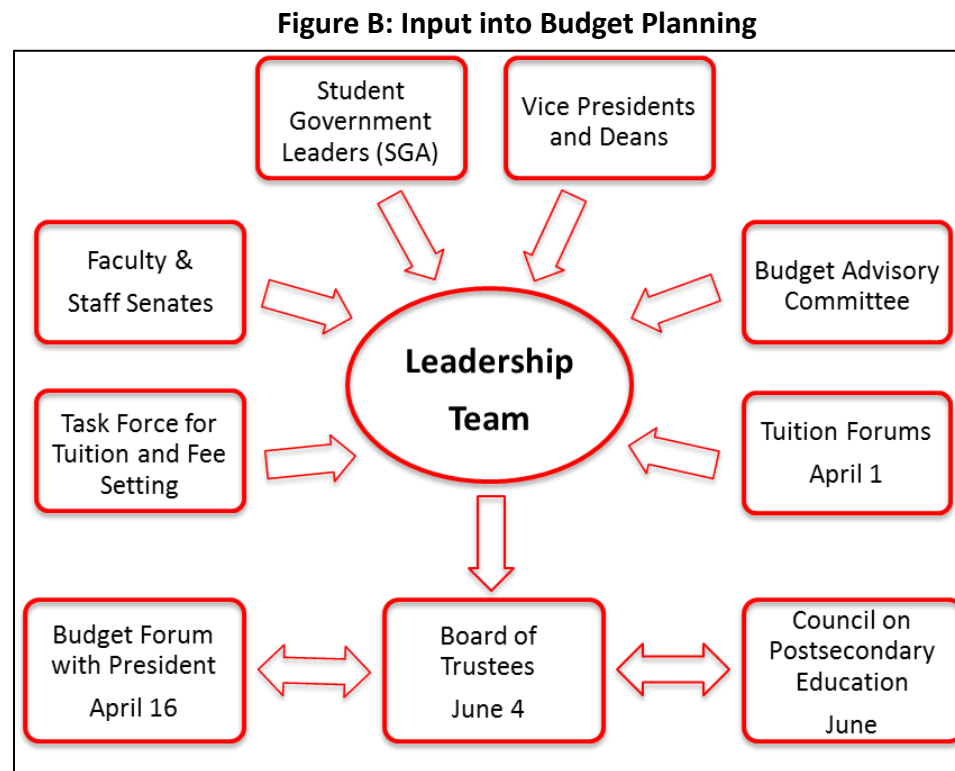 Figure B: Input into Budget Planning
Student
Government
Leaders (SGA)
Vice Presidents
and Deans
Faculty &
Staff Senates
Budget Advisory
Committee
Leadership
Team
Task Force for
Tuition and Fee
Setting
Tuition Forums
April 1
Budget Forum
with President
April 16
Board of
Trustees
June 4
Council on
Postsecondary
Education
June